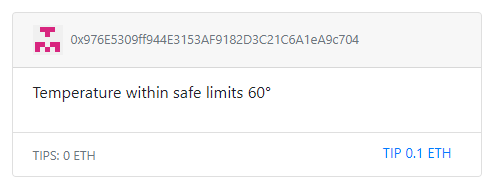 0x976E5309ff944E3153AF9182D3C21C6A1eA9c704
Temperature within safe limits 60°
TIPS: 0 ETH
TIP 0.1 ETH